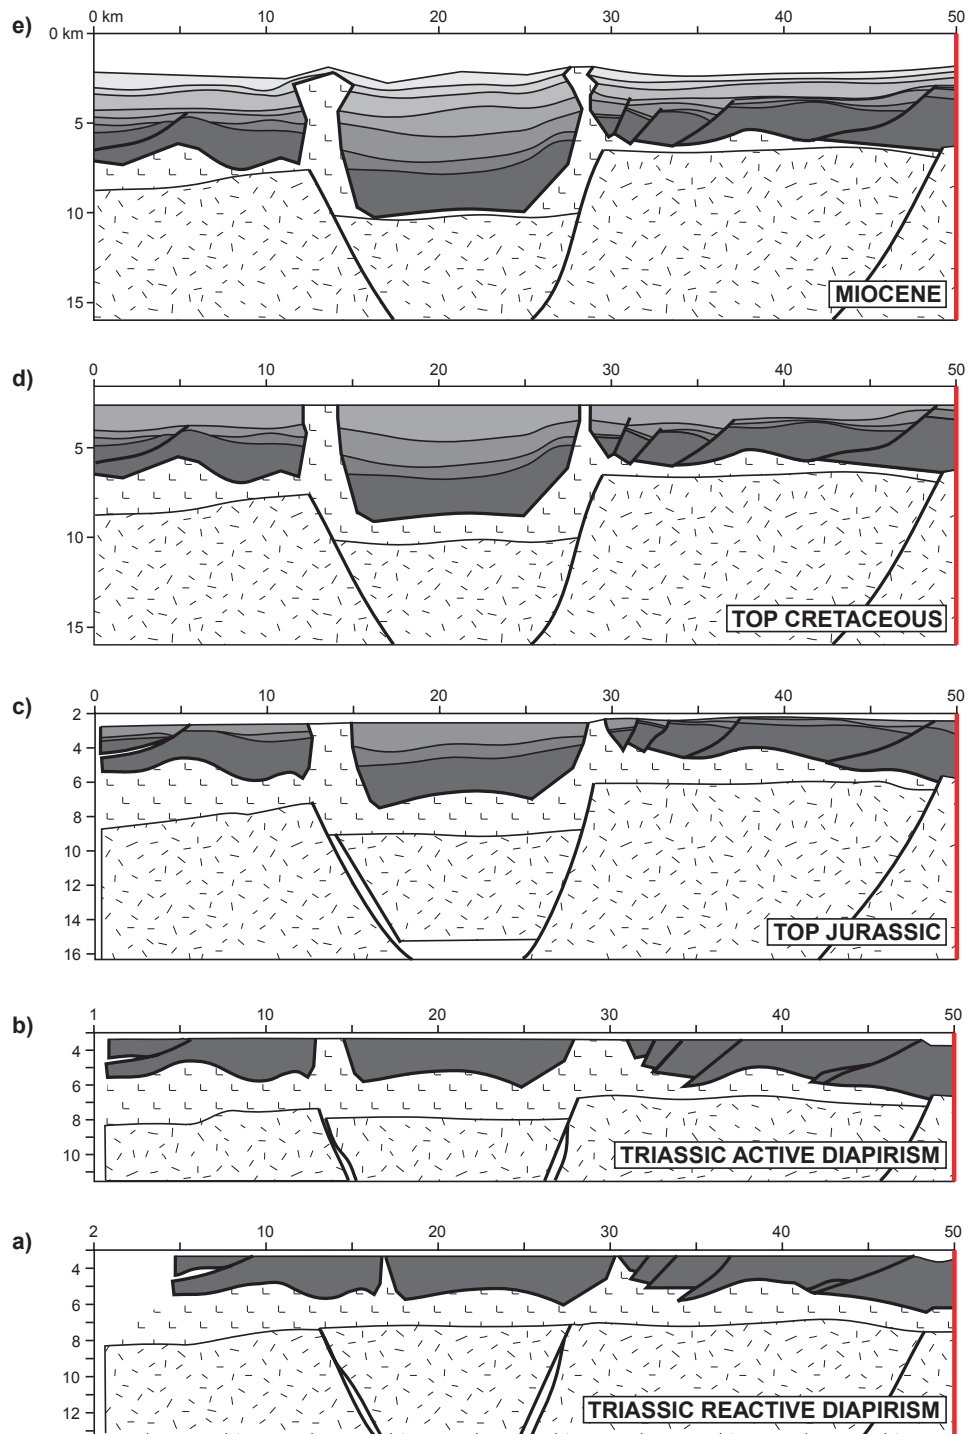 e)
0 km 10 20 30 40 50
0 km
5
10
15
MIOCENE
d)
0 10 20 30 40 50
5
10
15
TOP CRETACEOUS
c)
0 10 20 30 40 50
2
4
6
8
10
12
14
16
TOP JURASSIC
b)
1 10 20 30 40 50
4
6
8
10
TRIASSIC ACTIVE DIAPIRISM
a)
2 10 20 30 40 50
4
6
8
10
12
TRIASSIC REACTIVE DIAPIRISM